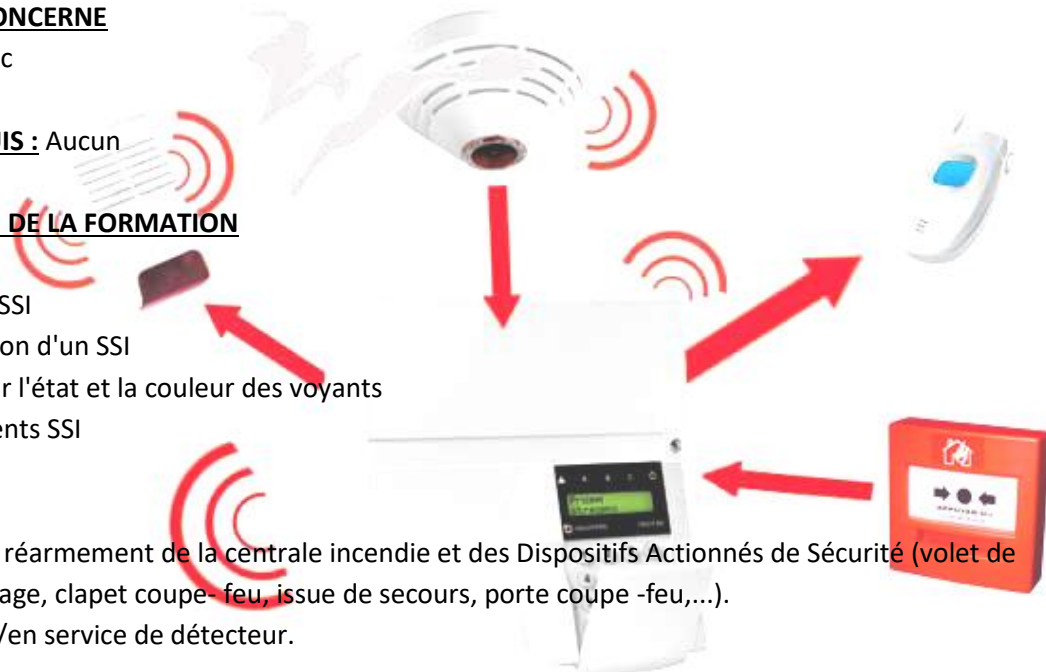 ONCERNE
c
UIS : Aucun
DE LA FORMATION
SSI
on d'un SSI
r l'état et la couleur des voyants
ents SSI
réarmement de la centrale incendie et des Dispositifs Actionnés de Sécurité (volet de
age, clapet coupe- feu, issue de secours, porte coupe -feu,...).
/en service de détecteur.